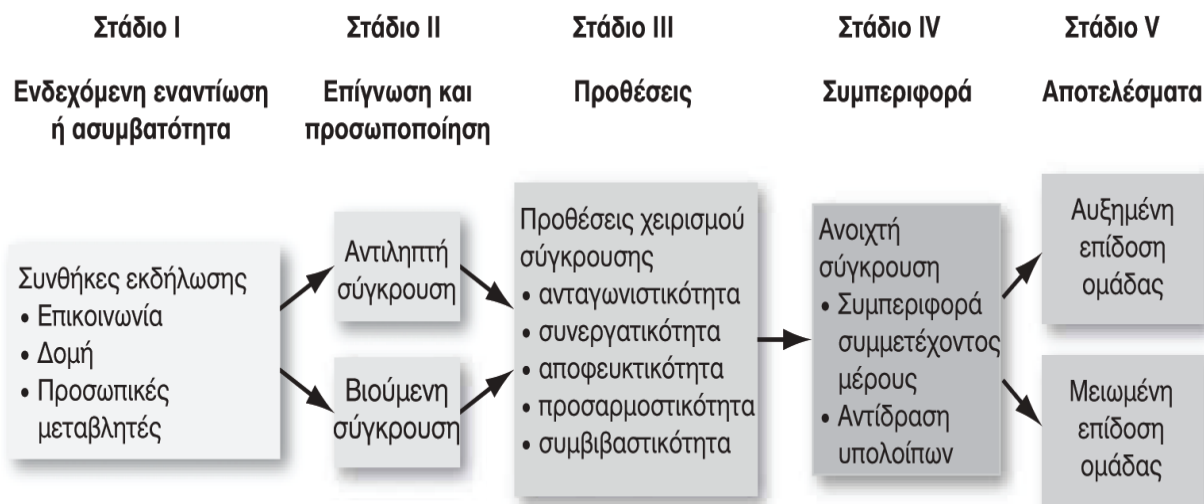 Στάδιο I
Ενδεχόμενη εναντίωση
ή ασυμβατότητα
Στάδιο II
Επίγνωση και
προσωποποίηση
Στάδιο III
Προθέσεις
Στάδιο IV
Συμπεριφορά
Στάδιο V
Αποτελέσματα
Συνθήκες εκδήλωσης
• Επικοινωνία
• Δομή
• Προσωπικές
μεταβλητές
Αντιληπτή
σύγκρουση
Βιούμενη
σύγκρουση
Προθέσεις χειρισμού
σύγκρουσης
• ανταγωνιστικότητα
• συνεργατικότητα
• αποφευκτικότητα
• προσαρμοστικότητα
• συμβιβαστικότητα
Ανοιχτή
σύγκρουση
• Συμπεριφορά
συμμετέχοντος
μέρους
• Αντίδραση
υπολοίπων
Αυξημένη
επίδοση
ομάδας
Μειωμένη
επίδοση
ομάδας